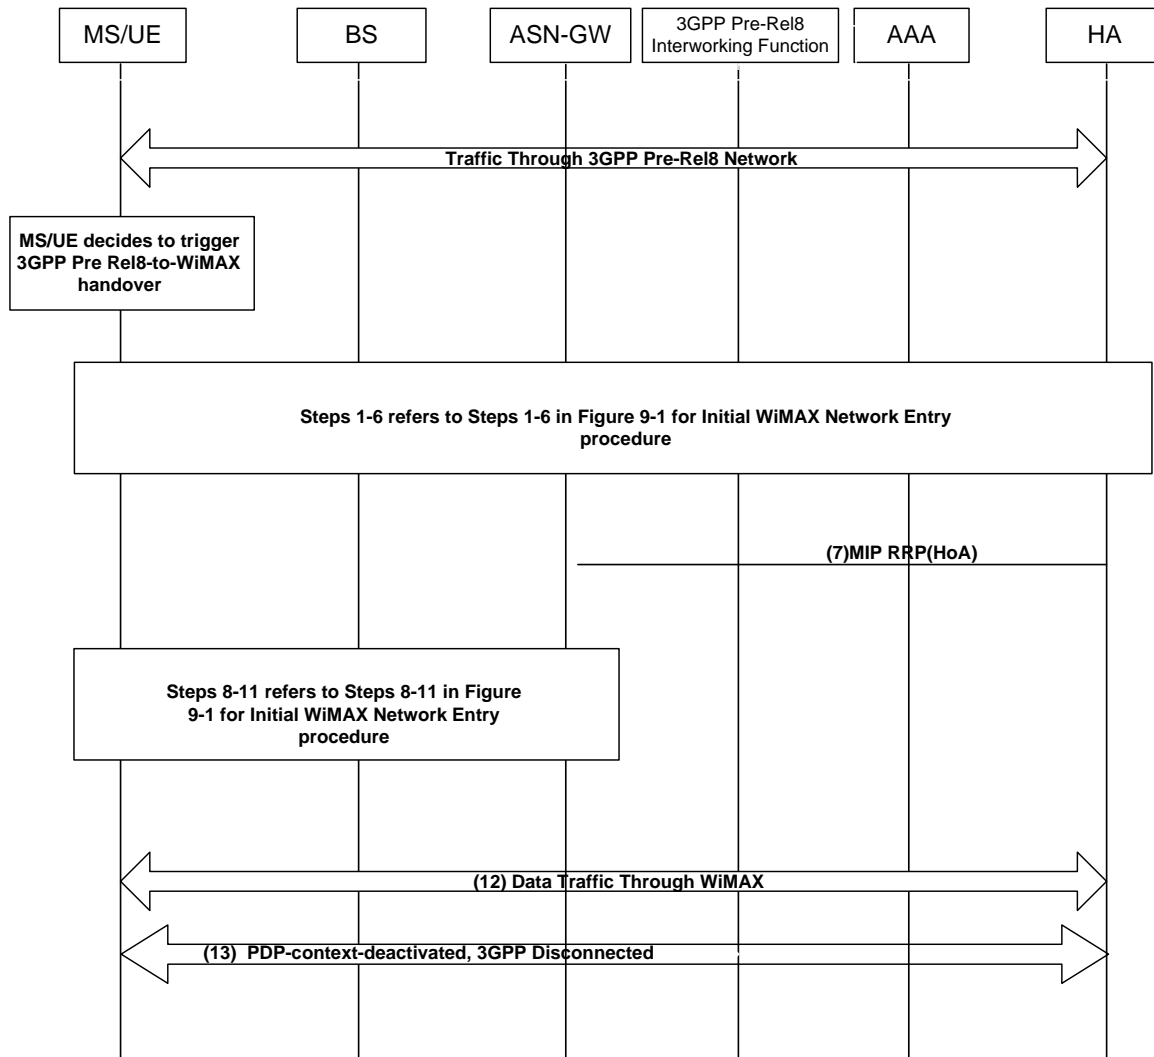 MS/UE
BS
ASN-GW
3GPP Pre-Rel8
Interworking Function
AAA
HA
Traffic Through 3GPP Pre-Rel8 Network
MS/UE decides to trigger
3GPP Pre Rel8-to-WiMAX
handover
Steps 1-6 refers to Steps 1-6 in Figure 9-1 for Initial WiMAX Network Entry
procedure
(7)MIP RRP(HoA)
Steps 8-11 refers to Steps 8-11 in Figure
9-1 for Initial WiMAX Network Entry
procedure
(12) Data Traffic Through WiMAX
(13) PDP-context-deactivated, 3GPP Disconnected